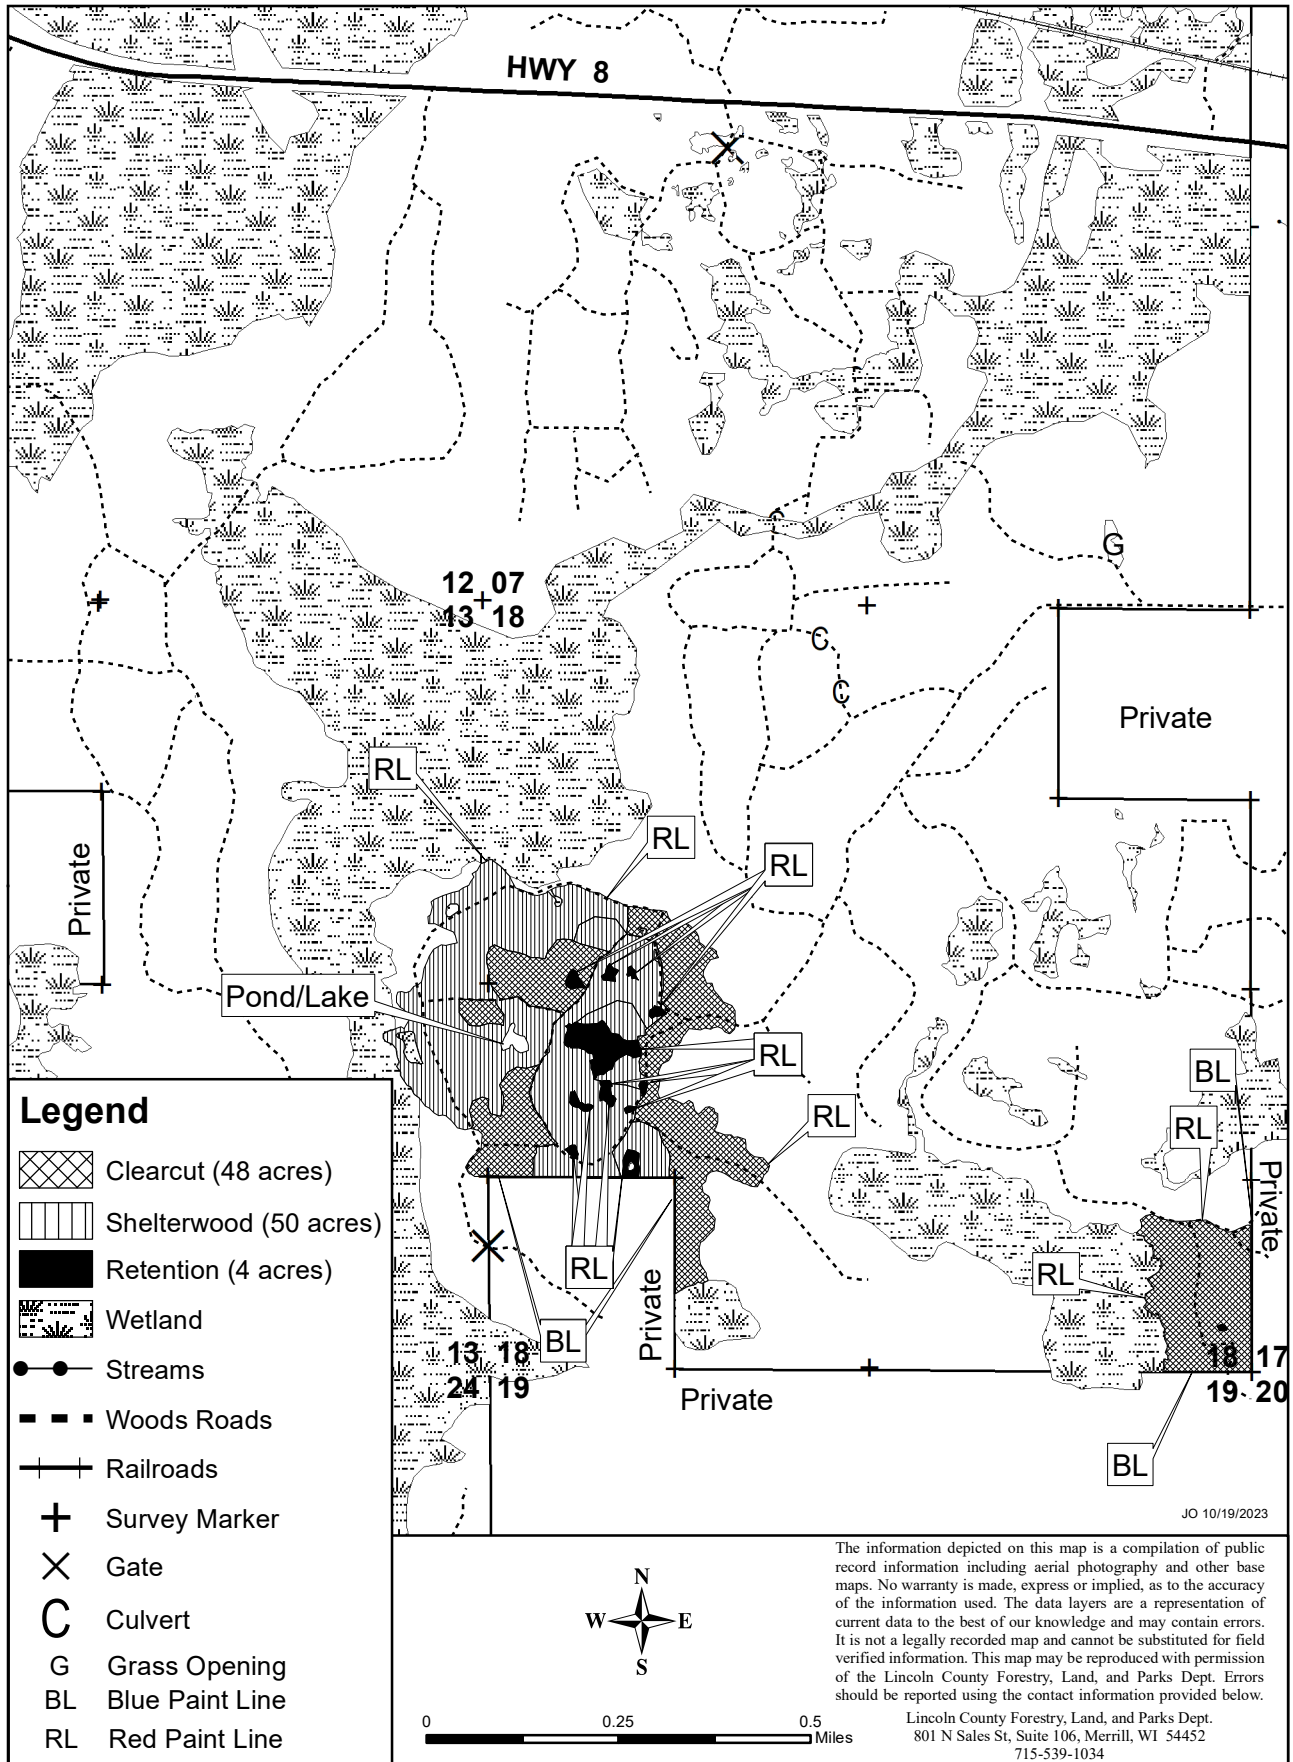 HWY 8
G
12 07
13 18
C
C
C
Private
RL
RL
RL
Private
Pond/Lake
RL
RL
BL
RL
Private
RL
RL
BL
Private
Private
13 18
24 19
18 17
19 20
BL
JO 10/19/2023
Legend
Clearcut (48 acres)
Shelterwood (50 acres)
Retention (4 acres)
Wetland
Streams
Woods Roads
Railroads
Survey Marker
Gate
C Culvert
G Grass Opening
BL Blue Paint Line
RL Red Paint Line
N
W E
S
0 0.25 0.5
Miles
The information depicted on this map is a compilation of public
record information including aerial photography and other base
maps. No warranty is made, express or implied, as to the accuracy
of the information used. The data layers are a representation of
current data to the best of our knowledge and may contain errors.
It is not a legally recorded map and cannot be substituted for field
verified information. This map may be reproduced with permission
of the Lincoln County Forestry, Land, and Parks Dept. Errors
should be reported using the contact information provided below.
Lincoln County Forestry, Land, and Parks Dept.
801 N Sales St, Suite 106, Merrill, WI 54452
715-539-1034